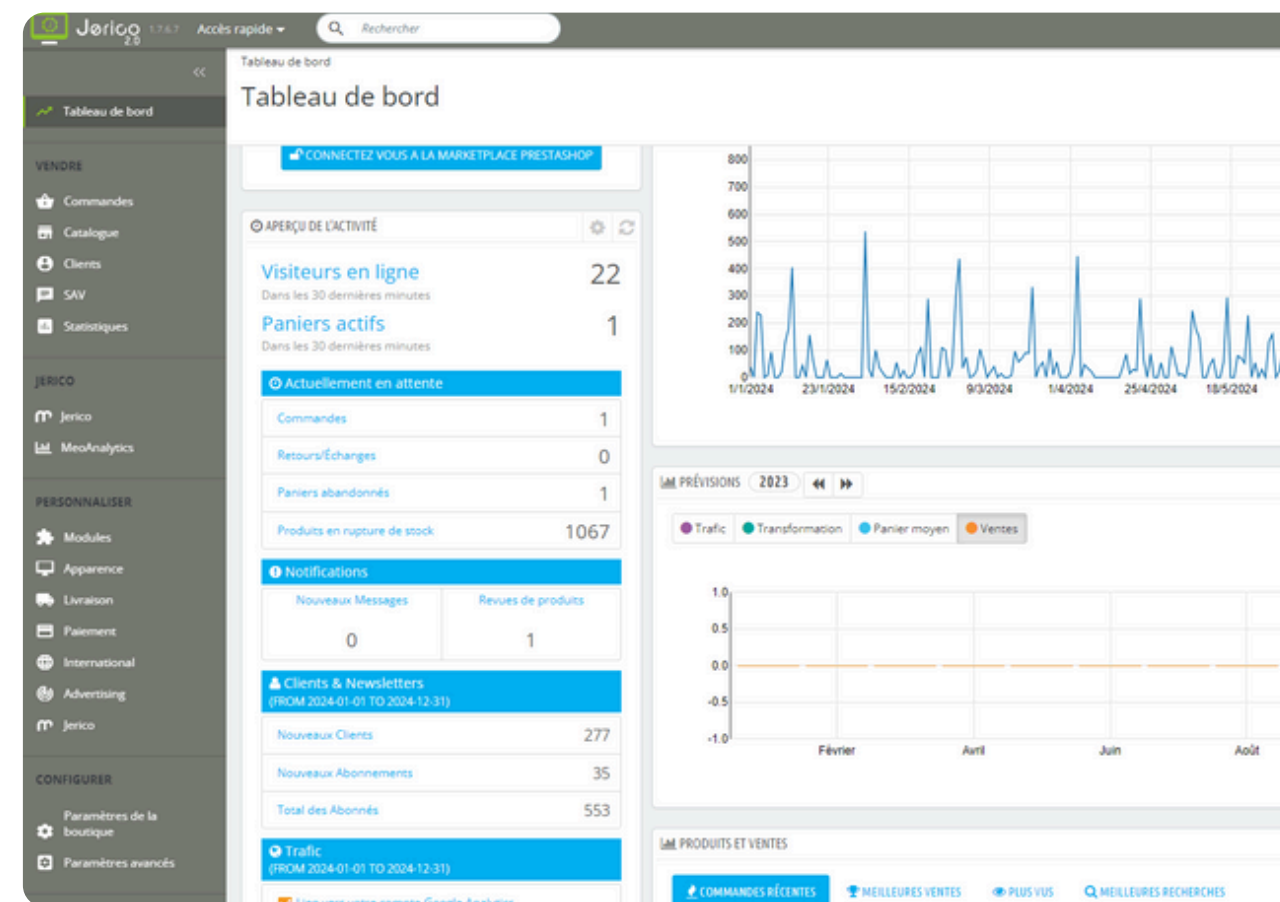 Jerico 2.0 1.7.6.7 Accès rapide Rechercher
Tableau de bord
VENDRE
Commandes
Catalogue
Clients
SAV
Statistiques
JERICO
Jerico
MeoAnalytics
PERSONNALISER
Modules
Apparence
Livraison
Paiement
International
Advertising
Jerico
CONFIGURER
Paramètres de la
boutique
Paramètres avancés
Tableau de bord
Tableau de bord
CONNECTEZ VOUS A LA MARKETPLACE PRESTASHOP
APERÇU DE L'ACTIVITÉ
Visiteurs en ligne 22
Dans les 30 dernières minutes
Paniers actifs 1
Dans les 30 dernières minutes
Actuellement en attente
Commandes 1
Retours/Échanges 0
Paniers abandonnés 1
Produits en rupture de stock 1067
Notifications
Nouveaux Messages Revues de produits
0 1
Clients & Newsletters
(FROM 2024-01-01 TO 2024-12-31)
Nouveaux Clients 277
Nouveaux Abonnements 35
Total des Abonnés 553
Trafic
(FROM 2024-01-01 TO 2024-12-31)
800
700
600
500
400
300
200
100
0
1/1/2024 23/1/2024 15/2/2024 9/3/2024 1/4/2024 25/4/2024 18/5/2024
PRÉVISIONS 2023
Trafic Transformation Panier moyen Ventes
1.0
0.5
0.0
-0.5
-1.0
Février Avril Juin Août
PRODUITS ET VENTES
COMMANDES RÉCENTES MEILLEURES VENTES PLUS VUS MEILLEURES RECHERCHES